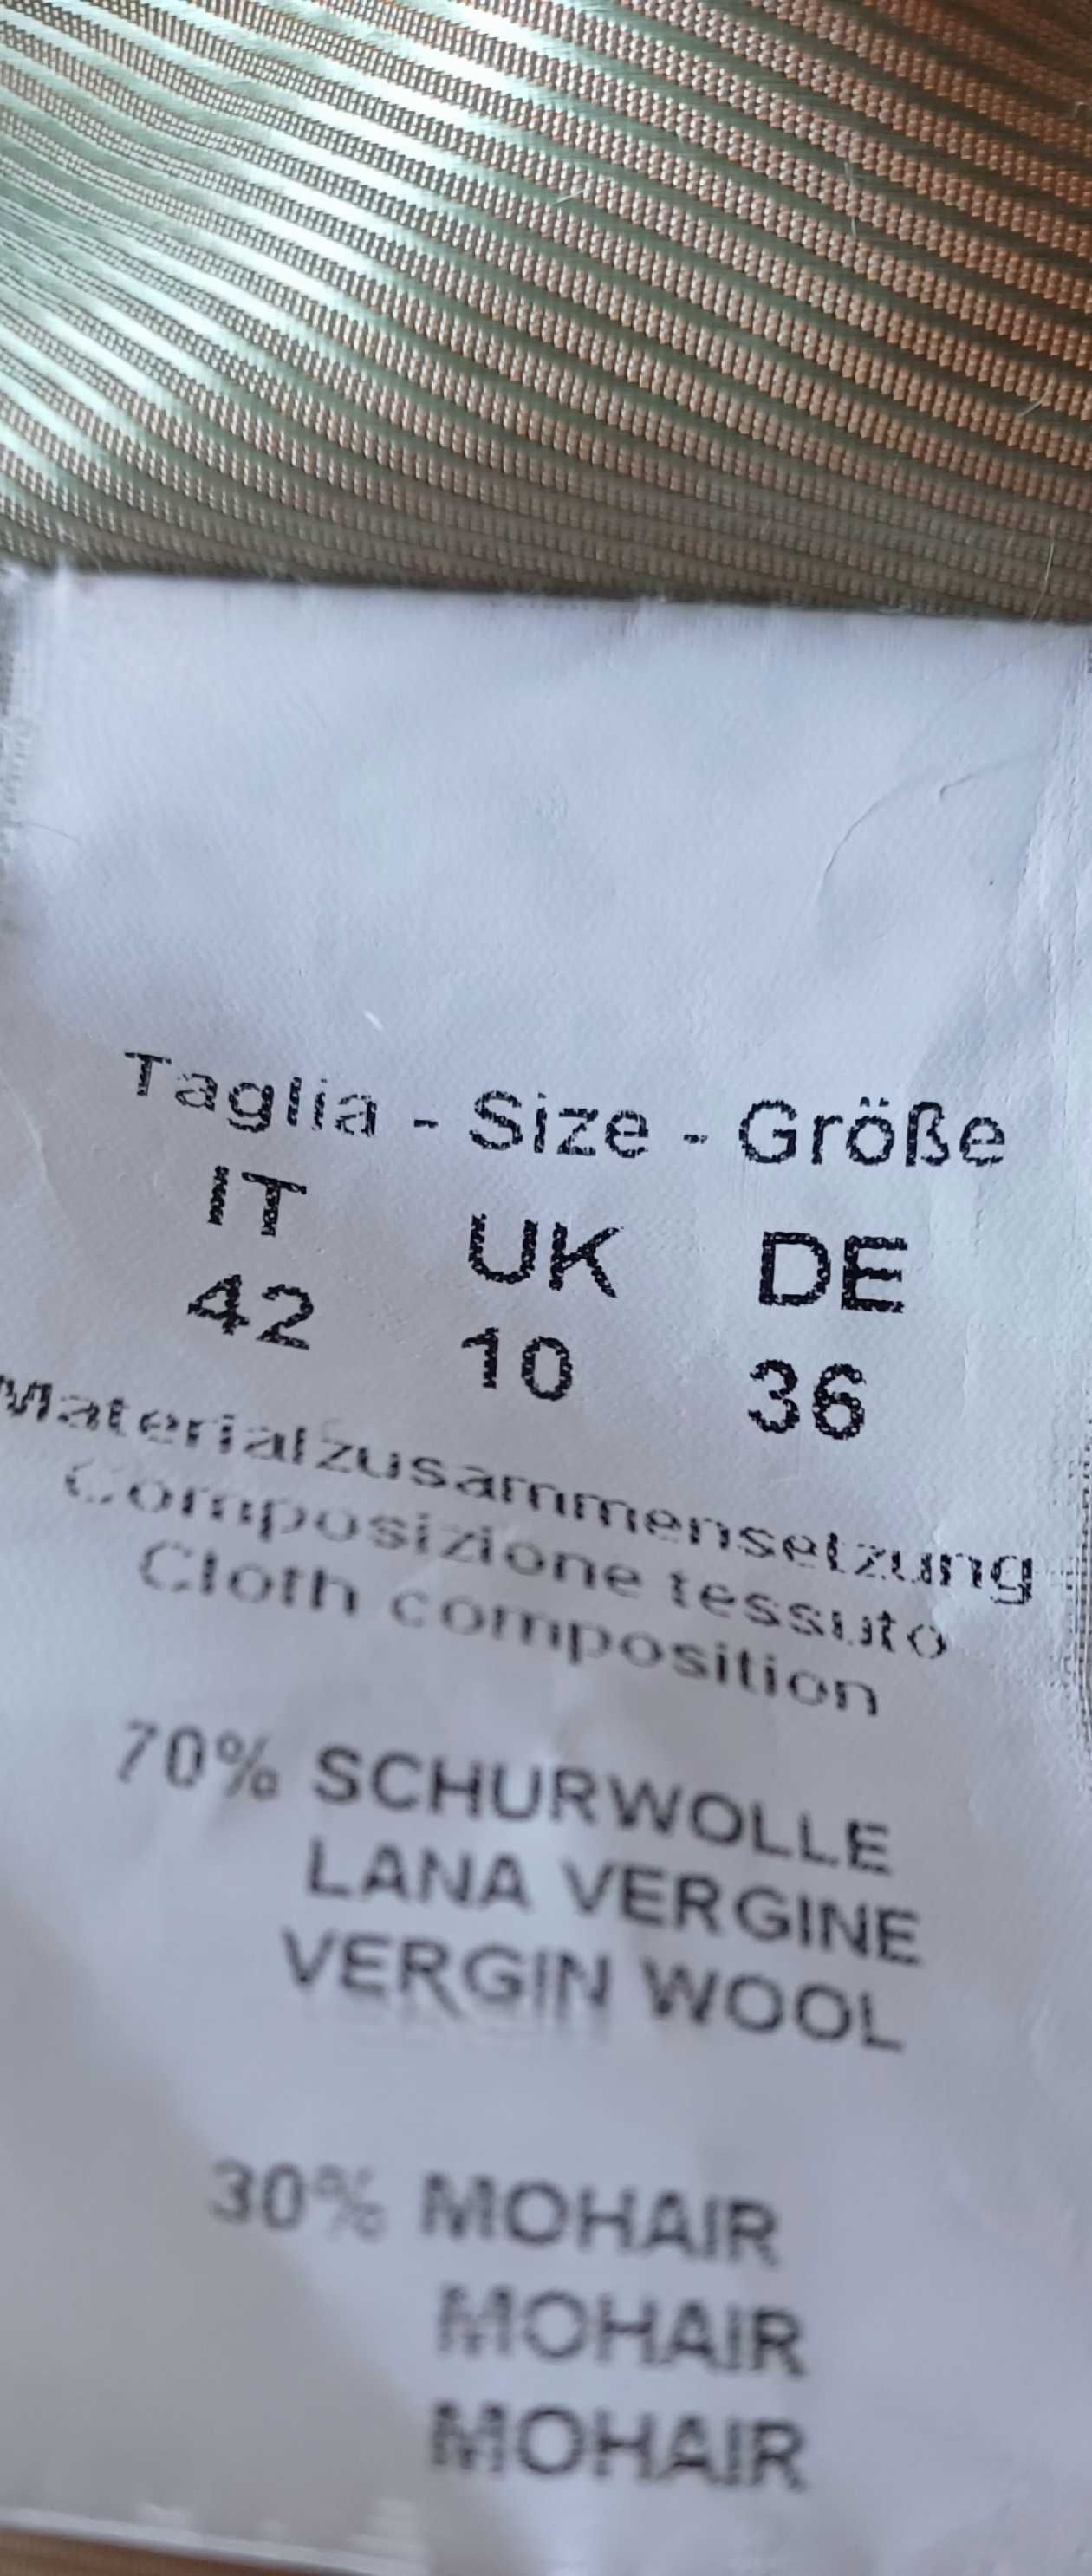 Taglia - Size - Größe
IT UK DE
42 10 36
Materialzusammensetzung
Composizione tessuto
Cloth composition
70% SCHURWOLLE
LANA VERGINE
VERGIN WOOL
30% MOHAIR
MOHAIR
MOHAIR